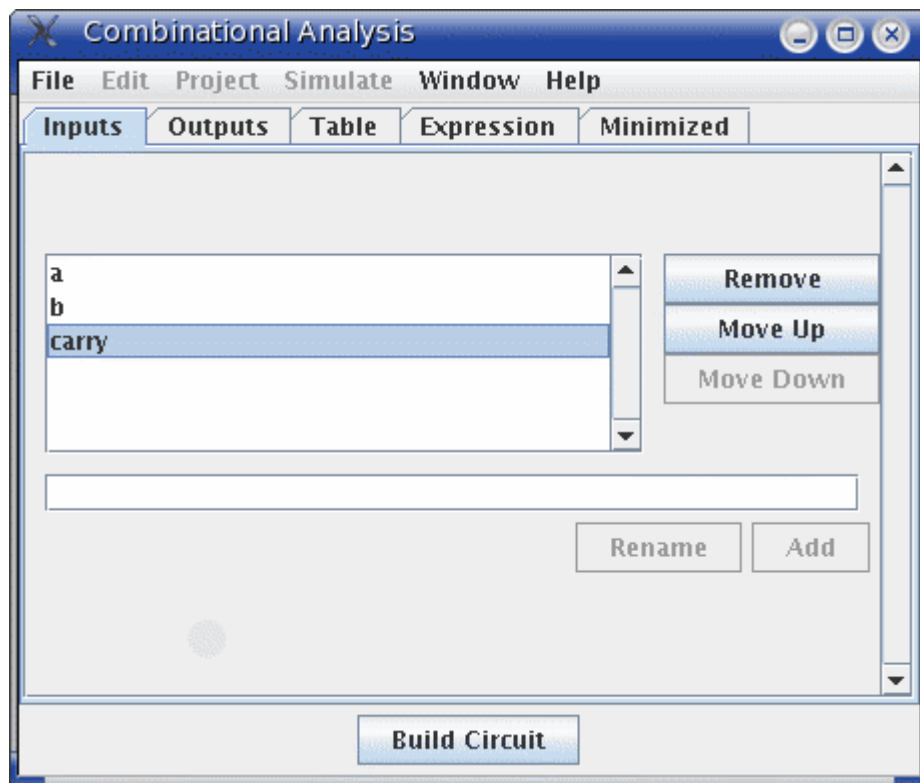 Combinational Analysis
File Edit Project Simulate Window Help
Inputs Outputs Table Expression Minimized
a
b
carry
Remove
Move Up
Move Down
Rename Add
Build Circuit